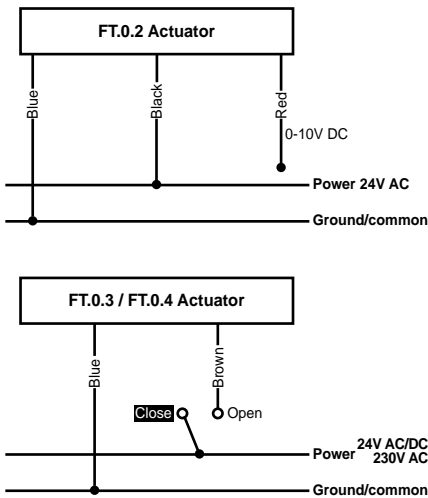 FT.0.2 Actuator
Blue
Black
Red
0-10V DC
Power 24V AC
Ground/common
FT.0.3 / FT.0.4 Actuator
Blue
Brown
Close
Open
Power 24V AC/DC
230V AC
Ground/common